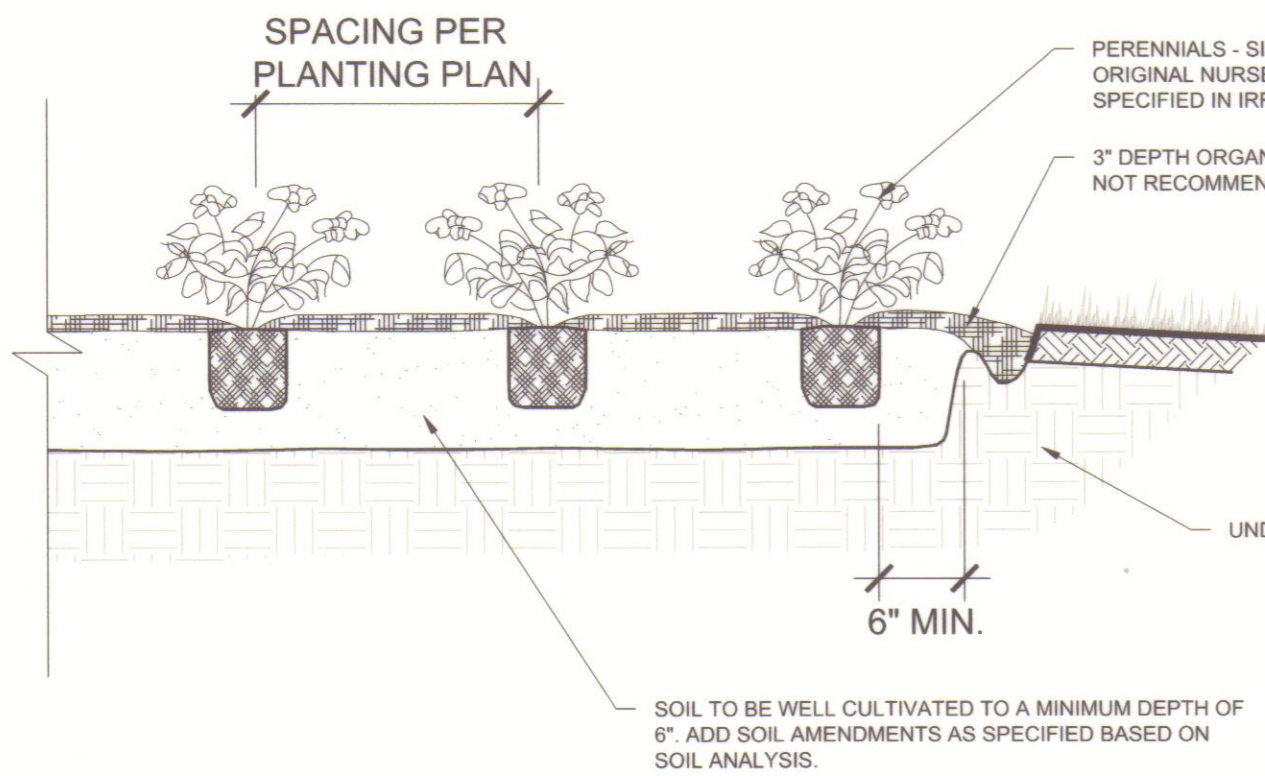 SPACING PER
PLANTING PLAN
PERENNIALS - SI
ORIGINAL NURSE
SPECIFIED IN IRR
3" DEPTH ORGAN
NOT RECOMMEN
UND
6" MIN.
SOIL TO BE WELL CULTIVATED TO A MINIMUM DEPTH OF
6". ADD SOIL AMENDMENTS AS SPECIFIED BASED ON
SOIL ANALYSIS.